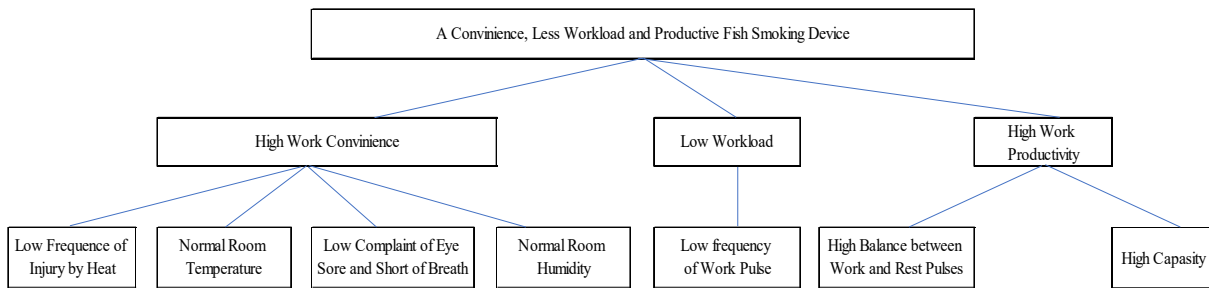 A Convinience, Less Workload and Productive Fish Smoking Device
High Work Convinience
Low Workload
High Work
Productivity
Low Frequence of
Injury by Heat
Normal Room
Temperature
Low Complaint of Eye
Sore and Short of Breath
Normal Room
Humidity
Low frequency
of Work Pulse
High Balance between
Work and Rest Pulses
High Capasity